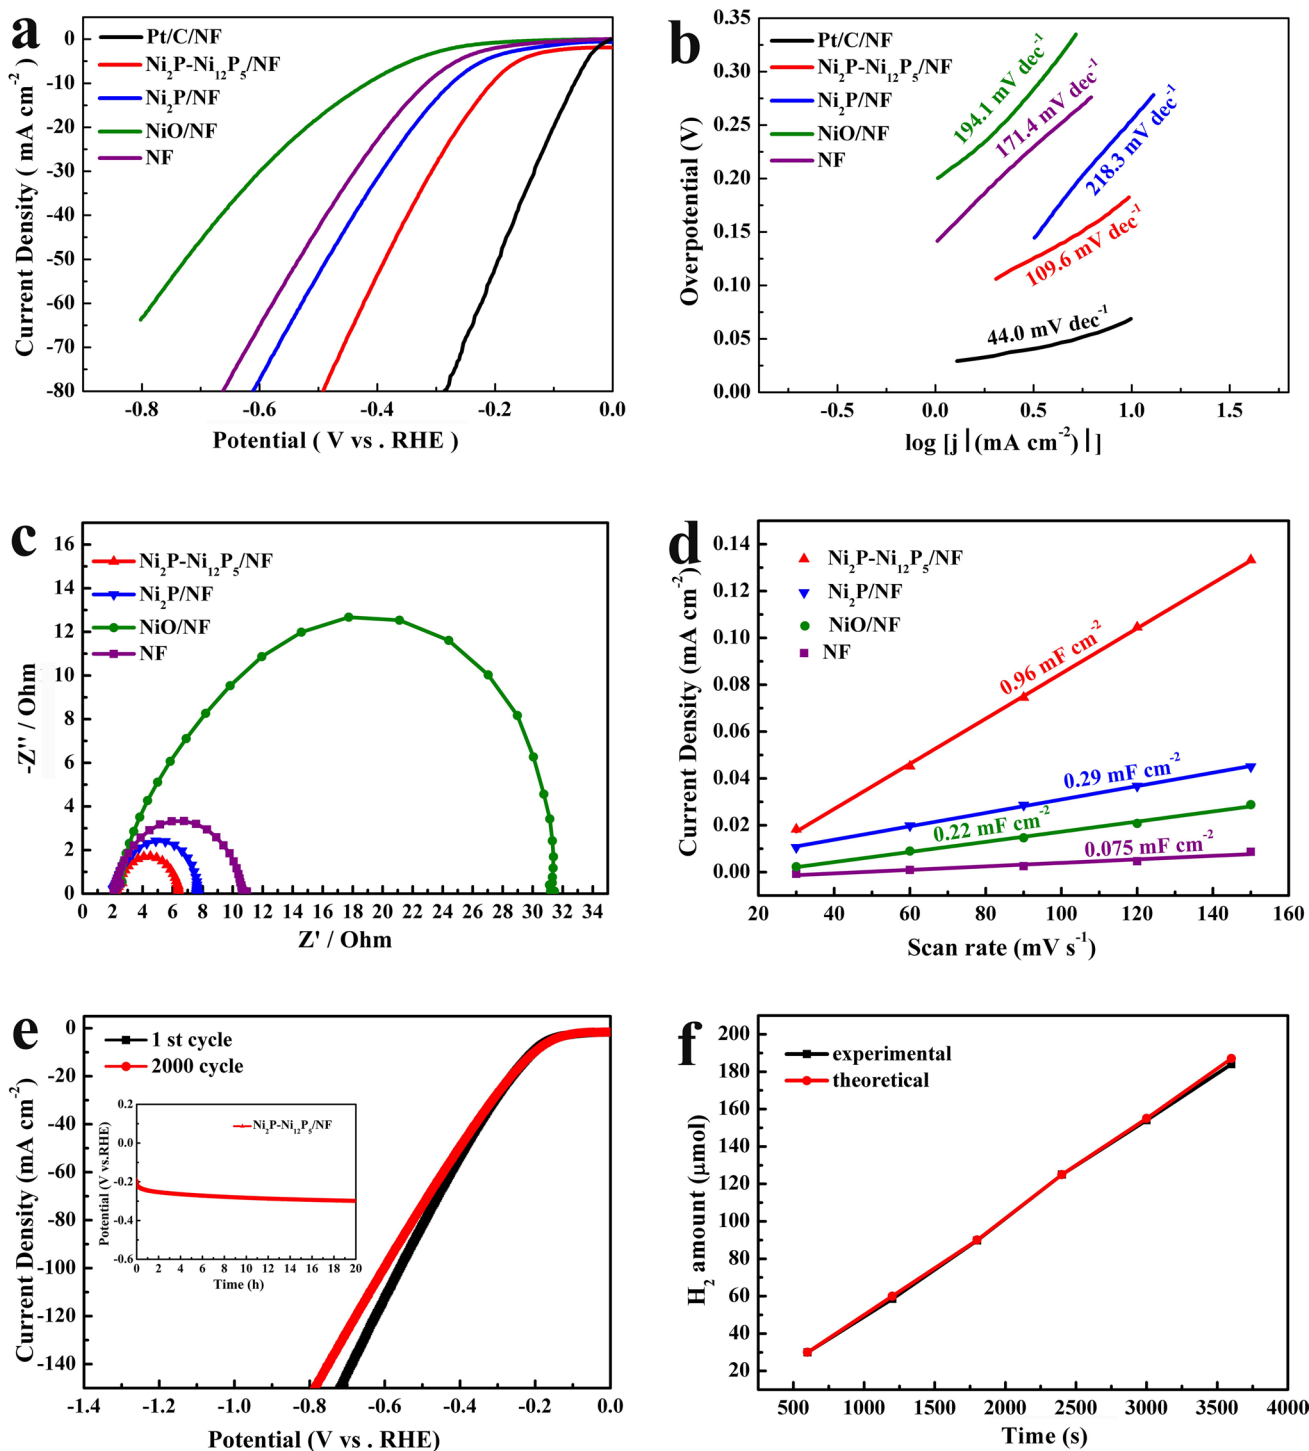 a
Pt/C/NF
Ni₂P-Ni₁₂P₅/NF
Ni₂P/NF
NiO/NF
NF
Current Density ( mA cm⁻²)
0
-10
-20
-30
-40
-50
-60
-70
-80
-0.8 -0.6 -0.4 -0.2 0.0
Potential ( V vs . RHE )
b
Pt/C/NF
Ni₂P-Ni₁₂P₅/NF
Ni₂P/NF
NiO/NF
NF
194.1 mV dec⁻¹
171.4 mV dec⁻¹
218.3 mV dec⁻¹
109.6 mV dec⁻¹
44.0 mV dec⁻¹
Overpotential (V)
0.35
0.30
0.25
0.20
0.15
0.10
0.05
0.00
-0.5 0.0 0.5 1.0 1.5
log [j |(mA cm⁻²) |]
c
Ni₂P-Ni₁₂P₅/NF
Ni₂P/NF
NiO/NF
NF
-Z'' / Ohm
16
14
12
10
8
6
4
2
0
0 2 4 6 8 10 12 14 16 18 20 22 24 26 28 30 32 34
Z' / Ohm
d
Ni₂P-Ni₁₂P₅/NF
Ni₂P/NF
NiO/NF
NF
0.96 mF cm⁻²
0.29 mF cm⁻²
0.22 mF cm⁻²
0.075 mF cm⁻²
Current Density (mA cm⁻²)
0.14
0.12
0.10
0.08
0.06
0.04
0.02
0.00
20 40 60 80 100 120 140 160
Scan rate (mV s⁻¹)
e
1 st cycle
2000 cycle
Current Density (mA cm⁻²)
0
-20
-40
-60
-80
-100
-120
-140
-1.4 -1.2 -1.0 -0.8 -0.6 -0.4 -0.2 0.0
Potential (V vs . RHE)
Ni₂P-Ni₁₂P₅/NF
Potential (V vs.RHE)
0.2
0.0
-0.2
-0.3
-0.6
0 2 4 6 8 10 12 14 16 18 20
Time (h)
f
experimental
theoretical
H₂ amount (μmol)
200
180
160
140
120
100
80
60
40
20
500 1000 1500 2000 2500 3000 3500 4000
Time (s)